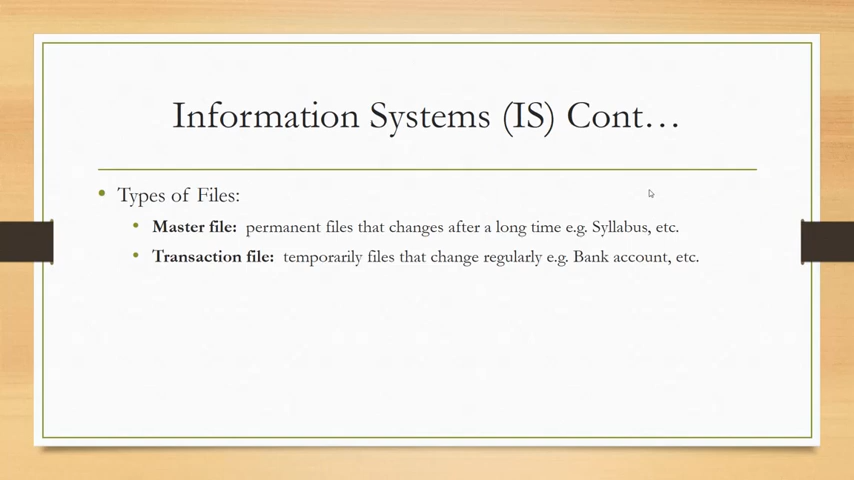 Information Systems (IS) Cont…
• Types of Files:
• Master file: permanent files that changes after a long time e.g. Syllabus, etc.
• Transaction file: temporarily files that change regularly e.g. Bank account, etc.